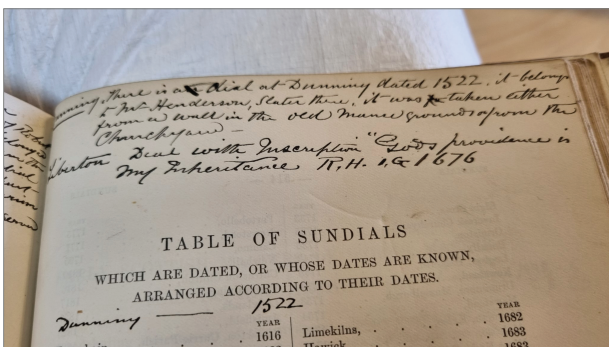 Dunning There is a dial at Dunning dated 1522. it belongs
to Mr Henderson, Slater there, it was taken either
from a wall in the old Manse grounds or from the
Churchyard —
Liberton Dial with Inscription "Gods providence is
my Inheritance R.H. I.G 1676
TABLE OF SUNDIALS
WHICH ARE DATED, OR WHOSE DATES ARE KNOWN,
ARRANGED ACCORDING TO THEIR DATES.
Dunning — 1522
YEAR
1616
YEAR
1682
Limekilns, . . . 1683
Hawick . . . 1683